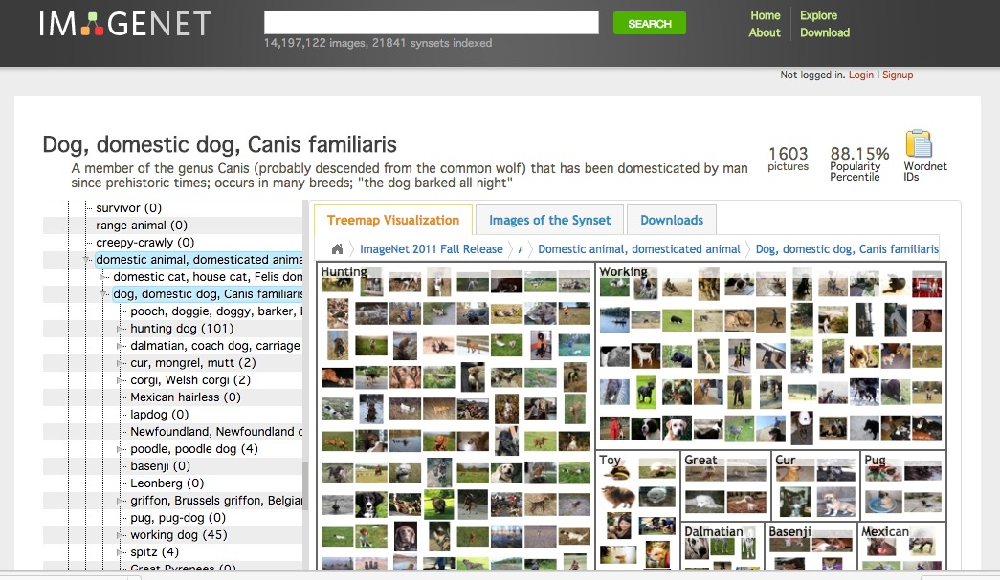 IMAGENET
SEARCH
14,197,122 images, 21841 synsets indexed
Home
Explore
About
Download
Not logged in. Login | Signup
Dog, domestic dog, Canis familiaris
A member of the genus Canis (probably descended from the common wolf) that has been domesticated by man
since prehistoric times; occurs in many breeds; "the dog barked all night"
1603
pictures
88.15%
Popularity
Percentile
Wordnet
IDs
survivor (0)
range animal (0)
creepy-crawly (0)
domestic animal, domesticated anima
domestic cat, house cat, Felis dom
dog, domestic dog, Canis familiaris
pooch, doggie, doggy, barker,
hunting dog (101)
dalmatian, coach dog, carriage
cur, mongrel, mutt (2)
corgi, Welsh corgi (2)
Mexican hairless (0)
lapdog (0)
Newfoundland, Newfoundland d
poodle, poodle dog (4)
basenji (0)
Leonberg (0)
griffon, Brussels griffon, Belgian
pug, pug-dog (0)
working dog (45)
spitz (4)
Great Pyrenees (0)
Treemap Visualization
Images of the Synset
Downloads
ImageNet 2011 Fall Release
Domestic animal, domesticated animal
Dog, domestic dog, Canis familiaris
Hunting
Working
Toy
Great
Cur
Pug
Dalmatian
Basenji
Mexican